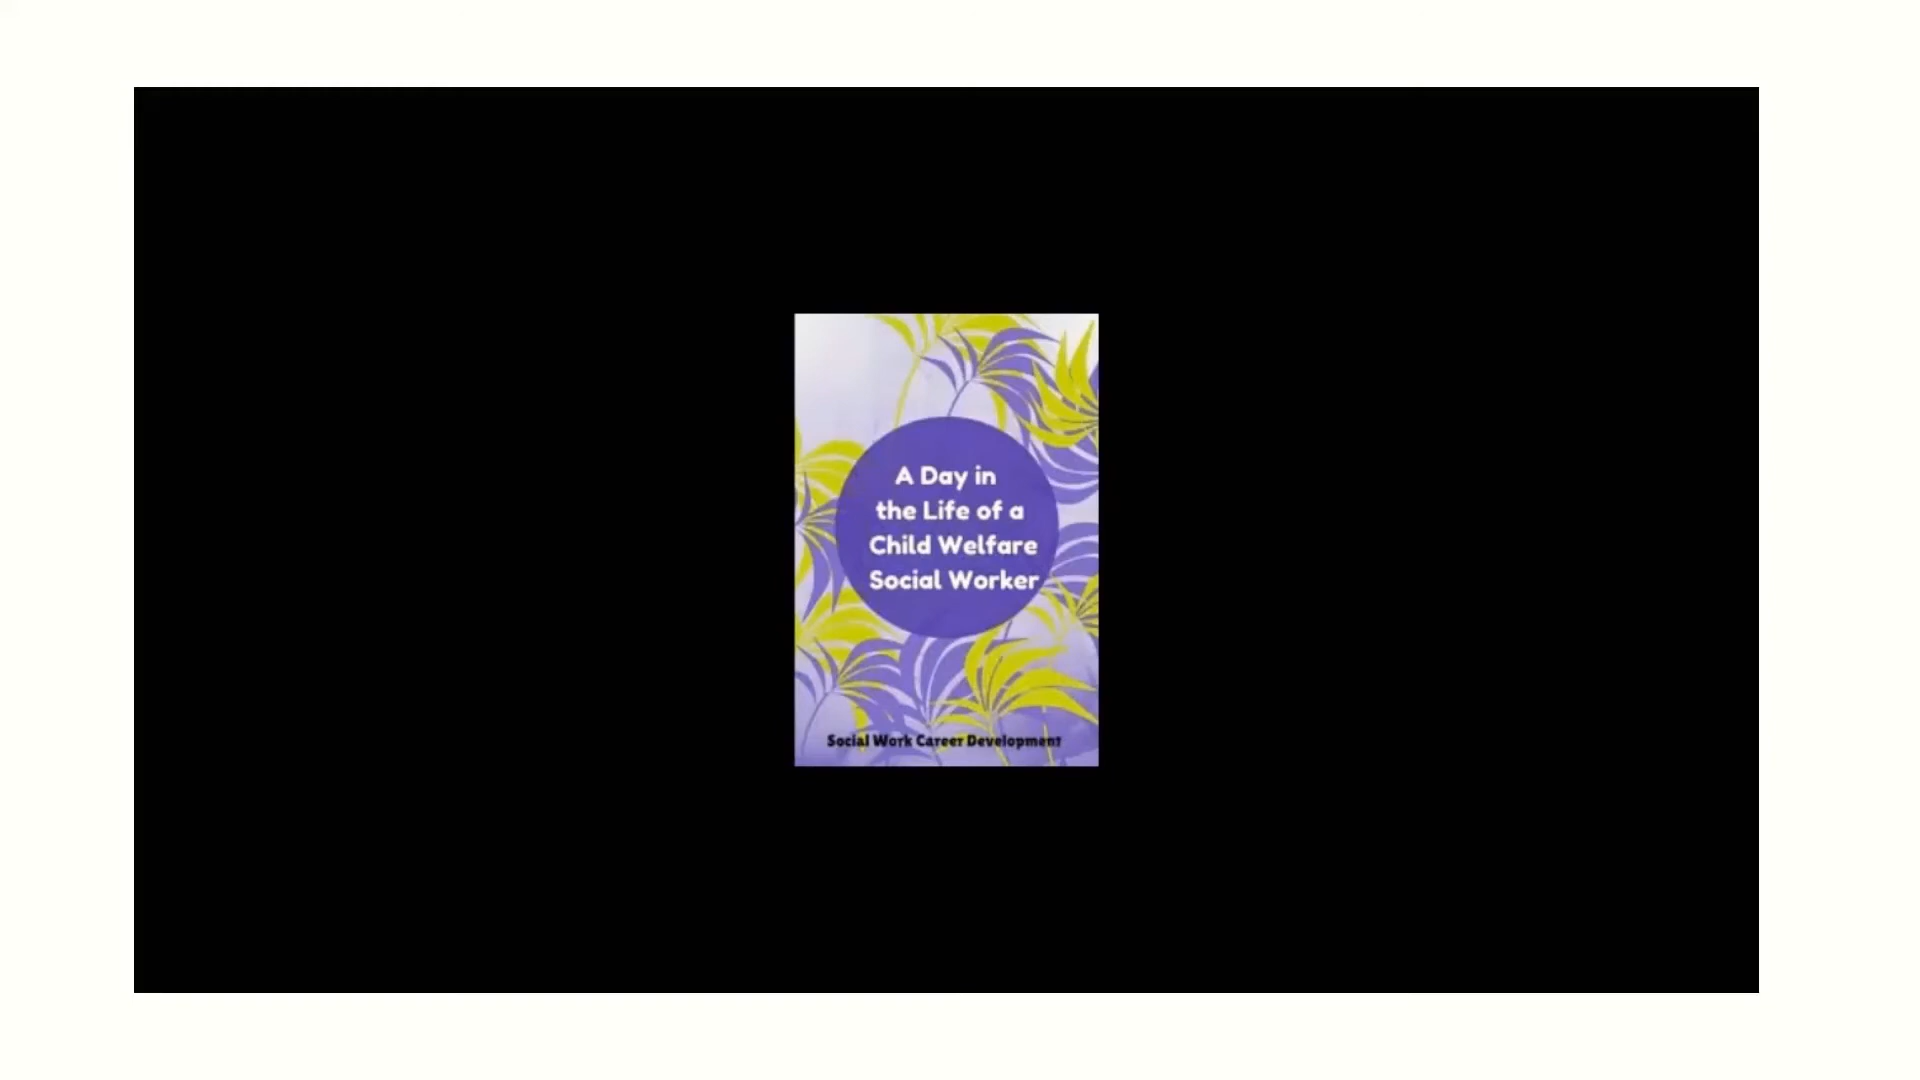 A Day in
the Life of a
Child Welfare
Social Worker
Social Work Career Development